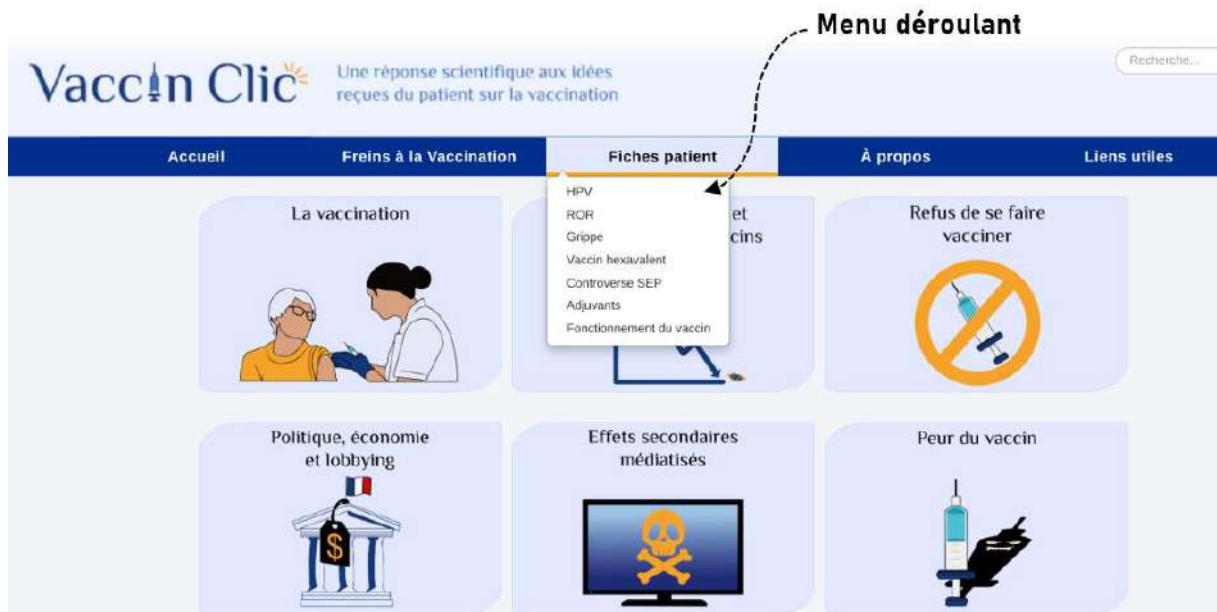 Menu déroulant
Vaccin Clic
Une réponse scientifique aux idées
reçues du patient sur la vaccination
Recherche...
Accueil
Freins à la Vaccination
Fiches patient
À propos
Liens utiles
HPV
ROR
Grippe
Vaccin hexavalent
Controverse SEP
Adjuvants
Fonctionnement du vaccin
La vaccination
et
cins
Refus de se faire
vacciner
Politique, économie
et lobbying
$
Effets secondaires
médiatisés
Peur du vaccin